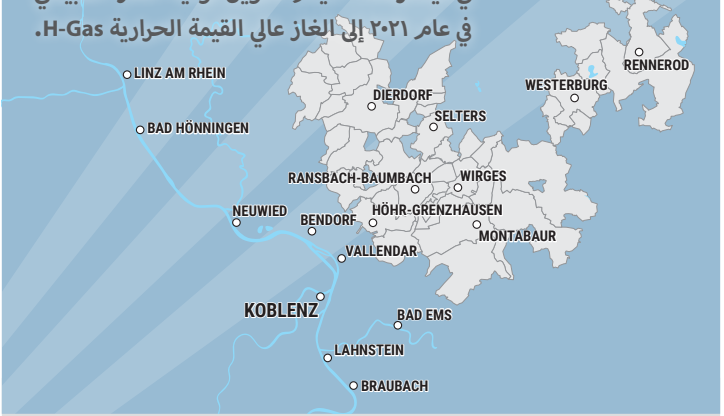 في عام ٢٠٢١ إلى الغاز عالي القيمة الحرارية H-Gas.
RENNEROD
LINZ AM RHEIN
WESTERBURG
DIERDORF
SELTERS
BAD HÖNNINGEN
RANSBACH-BAUMBACH
WIRGES
NEUWIED
BENDORF
HÖHR-GRENZHAUSEN
MONTABAUR
VALLENDAR
KOBLENZ
BAD EMS
LAHNSTEIN
BRAUBACH